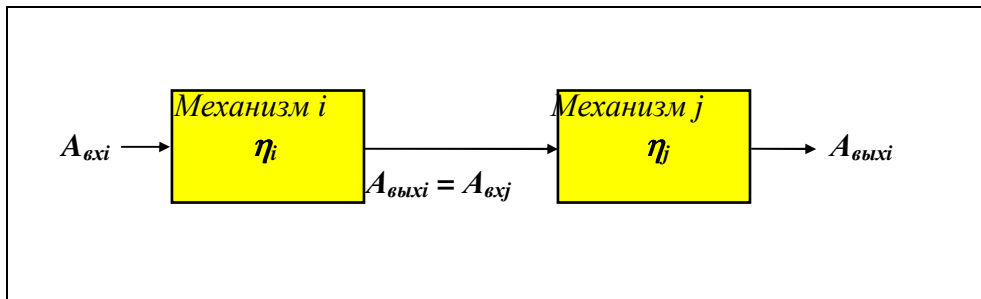 Механизм i
Механизм j
Aвхi
ηi
ηj
Aвыхi
Aвыхi = Aвхj